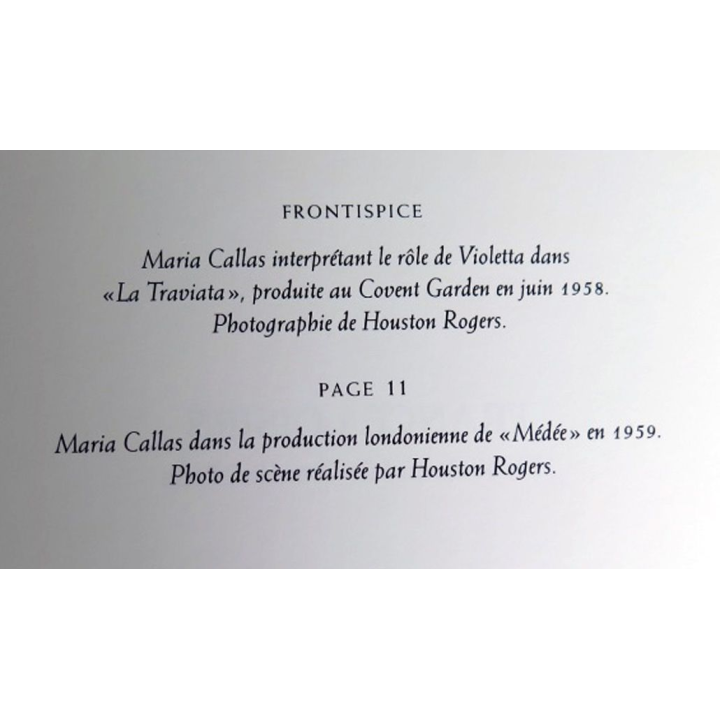 FRONTISPICE
Maria Callas interprétant le rôle de Violetta dans
«La Traviata», produite au Covent Garden en juin 1958.
Photographie de Houston Rogers.
PAGE 11
Maria Callas dans la production londonienne de «Médée» en 1959.
Photo de scène réalisée par Houston Rogers.